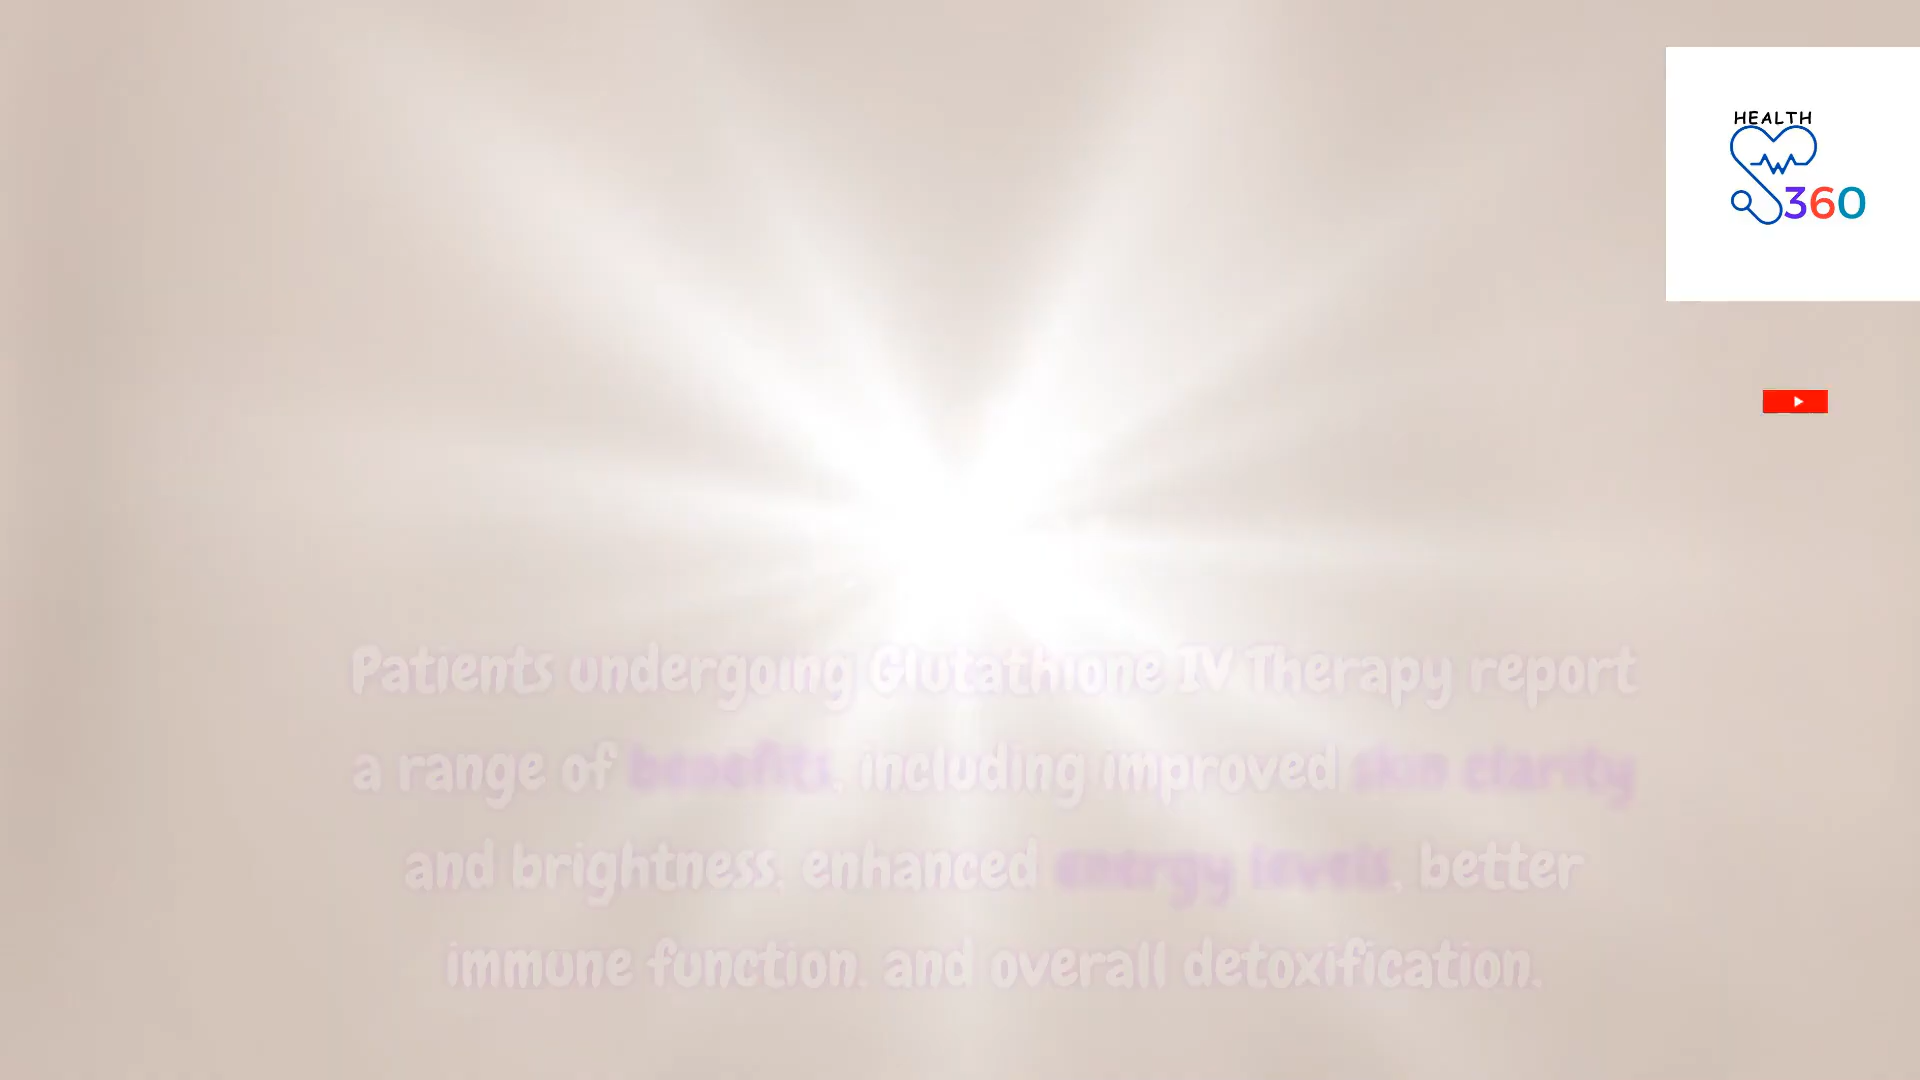 HEALTH
360
Patients undergoing Glutathione IV Therapy report
a range of benefits, including improved skin clarity
and brightness, enhanced energy levels, better
immune function, and overall detoxification.